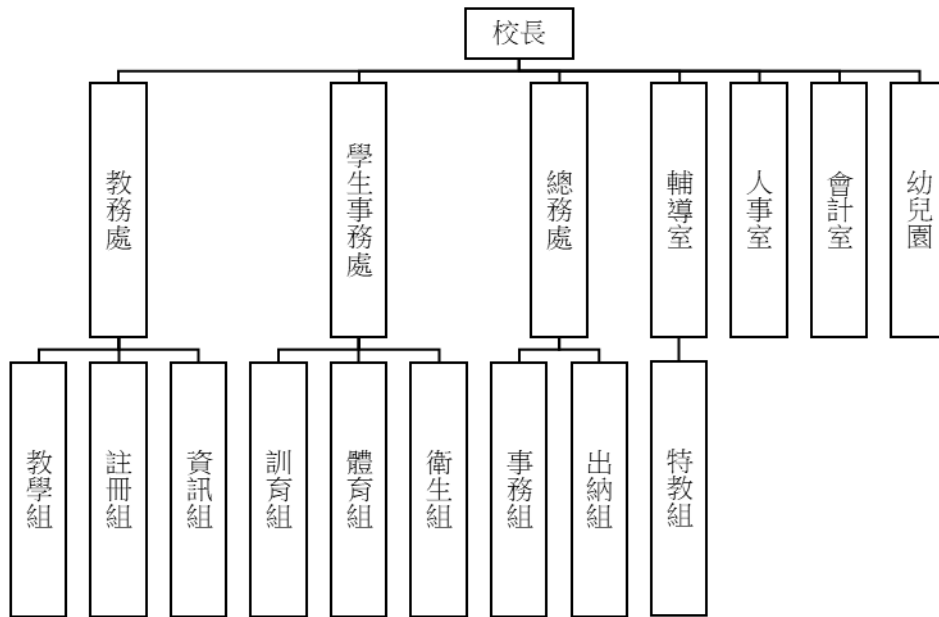 校長
教務處
學生事務處
總務處
輔導室
人事室
會計室
幼兒園
教學組
註冊組
資訊組
訓育組
體育組
衛生組
事務組
出納組
特教組